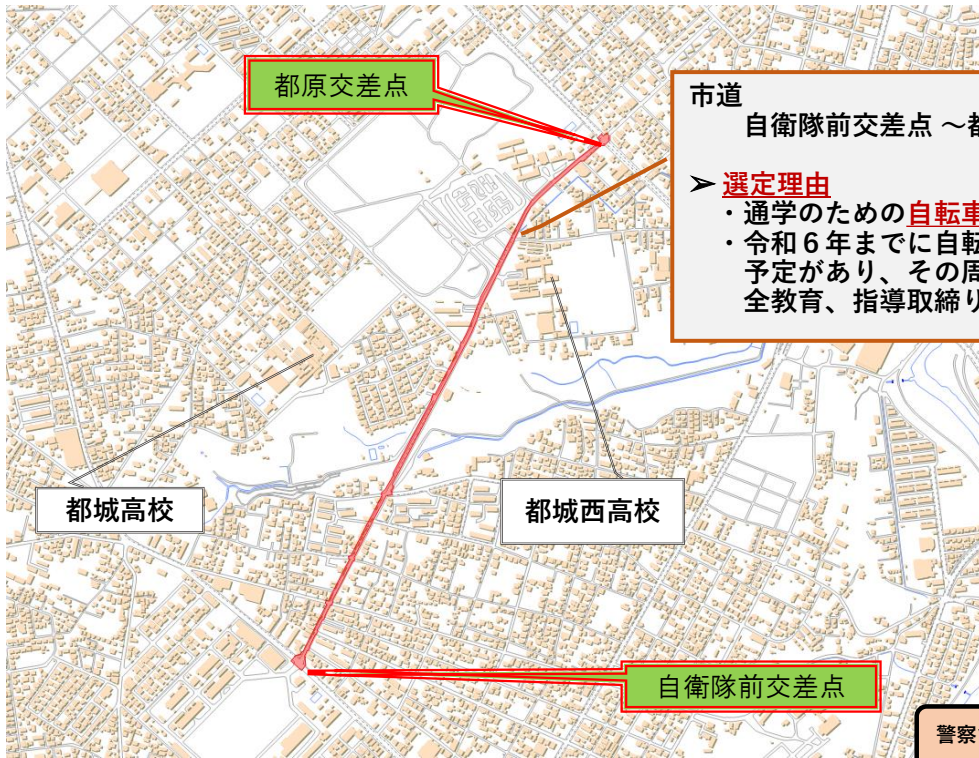 都原交差点
市道
自衛隊前交差点 ～都
➢ 選定理由
・通学のための自転車
・令和６年までに自転
予定があり、その周
全教育、指導取締り
都城高校
都城西高校
自衛隊前交差点
警察